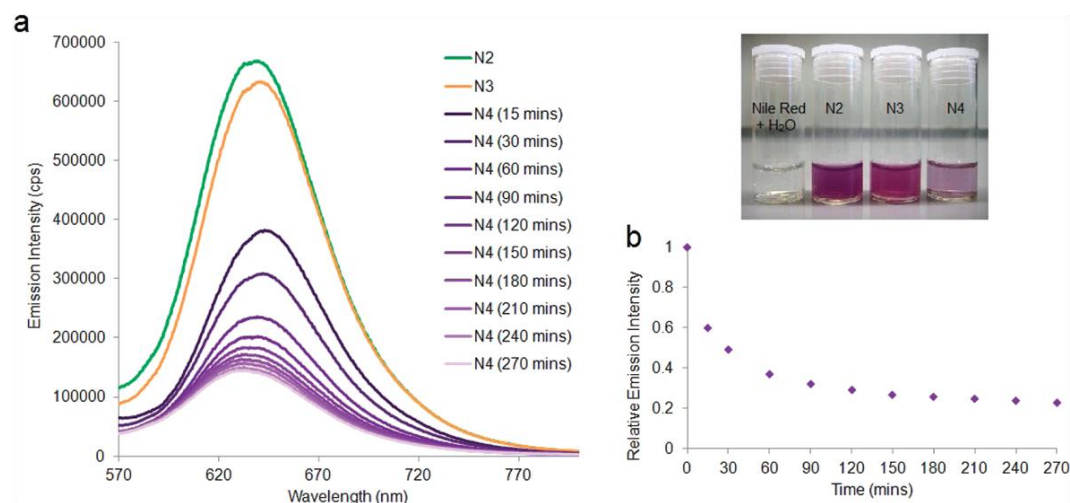 a
700000
600000
500000
400000
300000
200000
100000
0
Emission Intensity (cps)
570
620
670
720
770
Wavelength (nm)
N2
N3
N4 (15 mins)
N4 (30 mins)
N4 (60 mins)
N4 (90 mins)
N4 (120 mins)
N4 (150 mins)
N4 (180 mins)
N4 (210 mins)
N4 (240 mins)
N4 (270 mins)
Nile Red
+ H₂O
N2
N3
N4
b
1
0.8
0.6
0.4
0.2
0
Relative Emission Intensity
0
30
60
90
120
150
180
210
240
270
Time (mins)